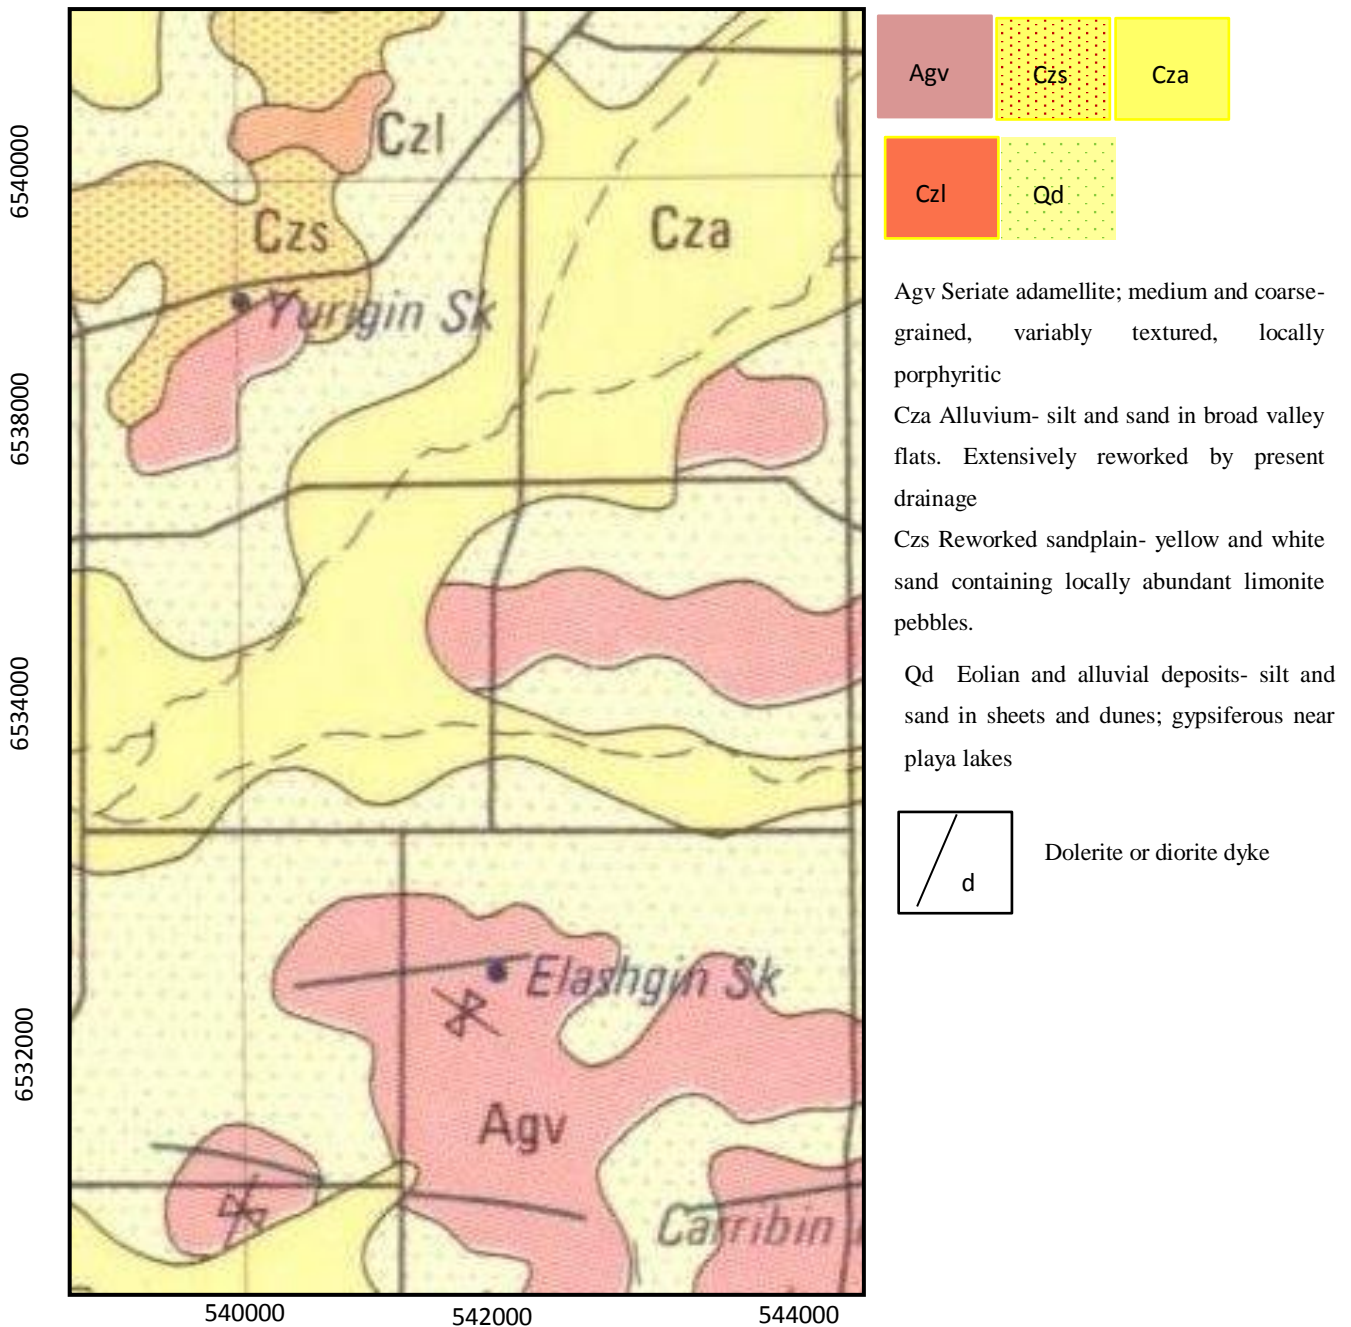 6540000
6538000
6534000
6532000
540000
542000
544000
Czl
Czs
Cza
Yurigin Sk
Elashgin Sk
Agv
Carribin
Agv
Czs
Cza
Czl
Qd
Agv Seriate adamellite; medium and coarse-
grained, variably textured, locally
porphyritic
Cza Alluvium- silt and sand in broad valley
flats. Extensively reworked by present
drainage
Czs Reworked sandplain- yellow and white
sand containing locally abundant limonite
pebbles.
Qd Eolian and alluvial deposits- silt and
sand in sheets and dunes; gypsiferous near
playa lakes
d
Dolerite or diorite dyke